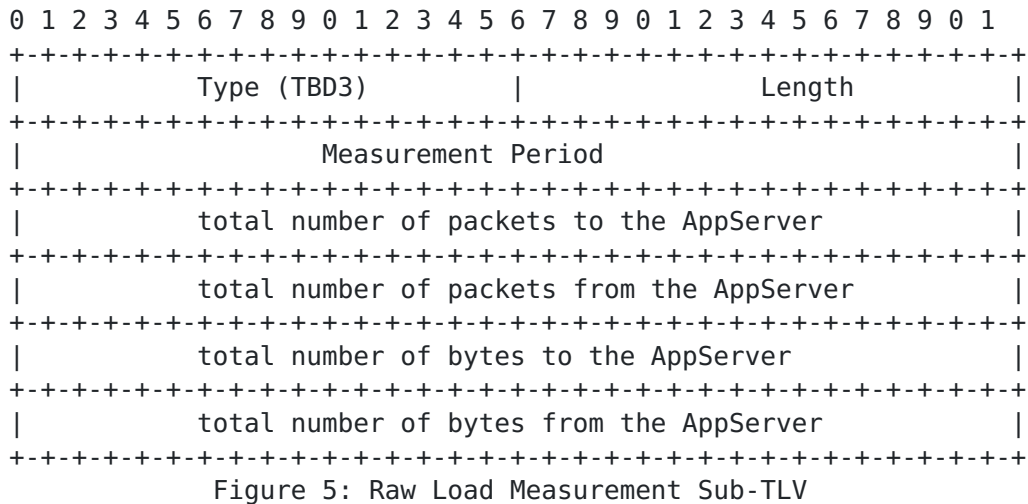 0 1 2 3 4 5 6 7 8 9 0 1 2 3 4 5 6 7 8 9 0 1 2 3 4 5 6 7 8 9 0 1
+-+-+-+-+-+-+-+-+-+-+-+-+-+-+-+-+-+-+-+-+-+-+-+-+-+-+-+-+-+-+-+-+
|           Type (TBD3)         |               Length          |
+-+-+-+-+-+-+-+-+-+-+-+-+-+-+-+-+-+-+-+-+-+-+-+-+-+-+-+-+-+-+-+-+
|                   Measurement Period                          |
+-+-+-+-+-+-+-+-+-+-+-+-+-+-+-+-+-+-+-+-+-+-+-+-+-+-+-+-+-+-+-+-+
|           total number of packets to the AppServer            |
+-+-+-+-+-+-+-+-+-+-+-+-+-+-+-+-+-+-+-+-+-+-+-+-+-+-+-+-+-+-+-+-+
|           total number of packets from the AppServer          |
+-+-+-+-+-+-+-+-+-+-+-+-+-+-+-+-+-+-+-+-+-+-+-+-+-+-+-+-+-+-+-+-+
|           total number of bytes to the AppServer              |
+-+-+-+-+-+-+-+-+-+-+-+-+-+-+-+-+-+-+-+-+-+-+-+-+-+-+-+-+-+-+-+-+
|           total number of bytes from the AppServer            |
+-+-+-+-+-+-+-+-+-+-+-+-+-+-+-+-+-+-+-+-+-+-+-+-+-+-+-+-+-+-+-+-+
Figure 5: Raw Load Measurement Sub-TLV